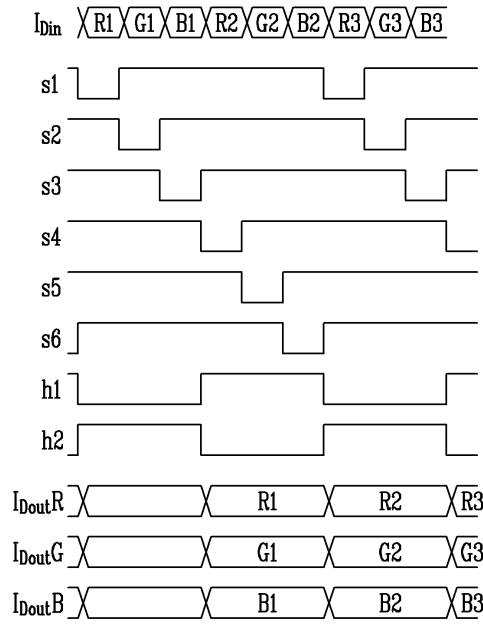 IDin R1 G1 B1 R2 G2 B2 R3 G3 B3
s1
s2
s3
s4
s5
s6
h1
h2
IDoutR R1 R2 R3
IDoutG G1 G2 G3
IDoutB B1 B2 B3